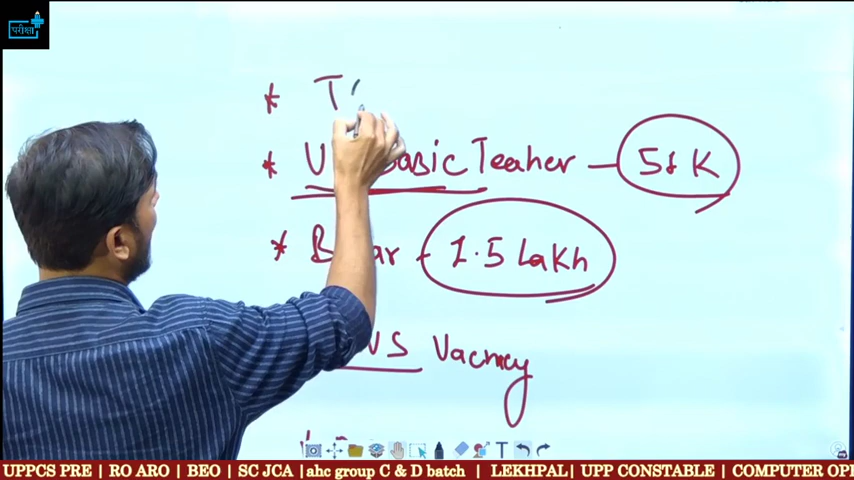 परीक्षा
* T
* U Basic Teaher – 51 K
* B ar - 1.5 Lakh
VS Vacncy
UPPCS PRE | RO ARO | BEO | SC JCA |ahc group C & D batch | LEKHPAL| UPP CONSTABLE | COMPUTER OPE